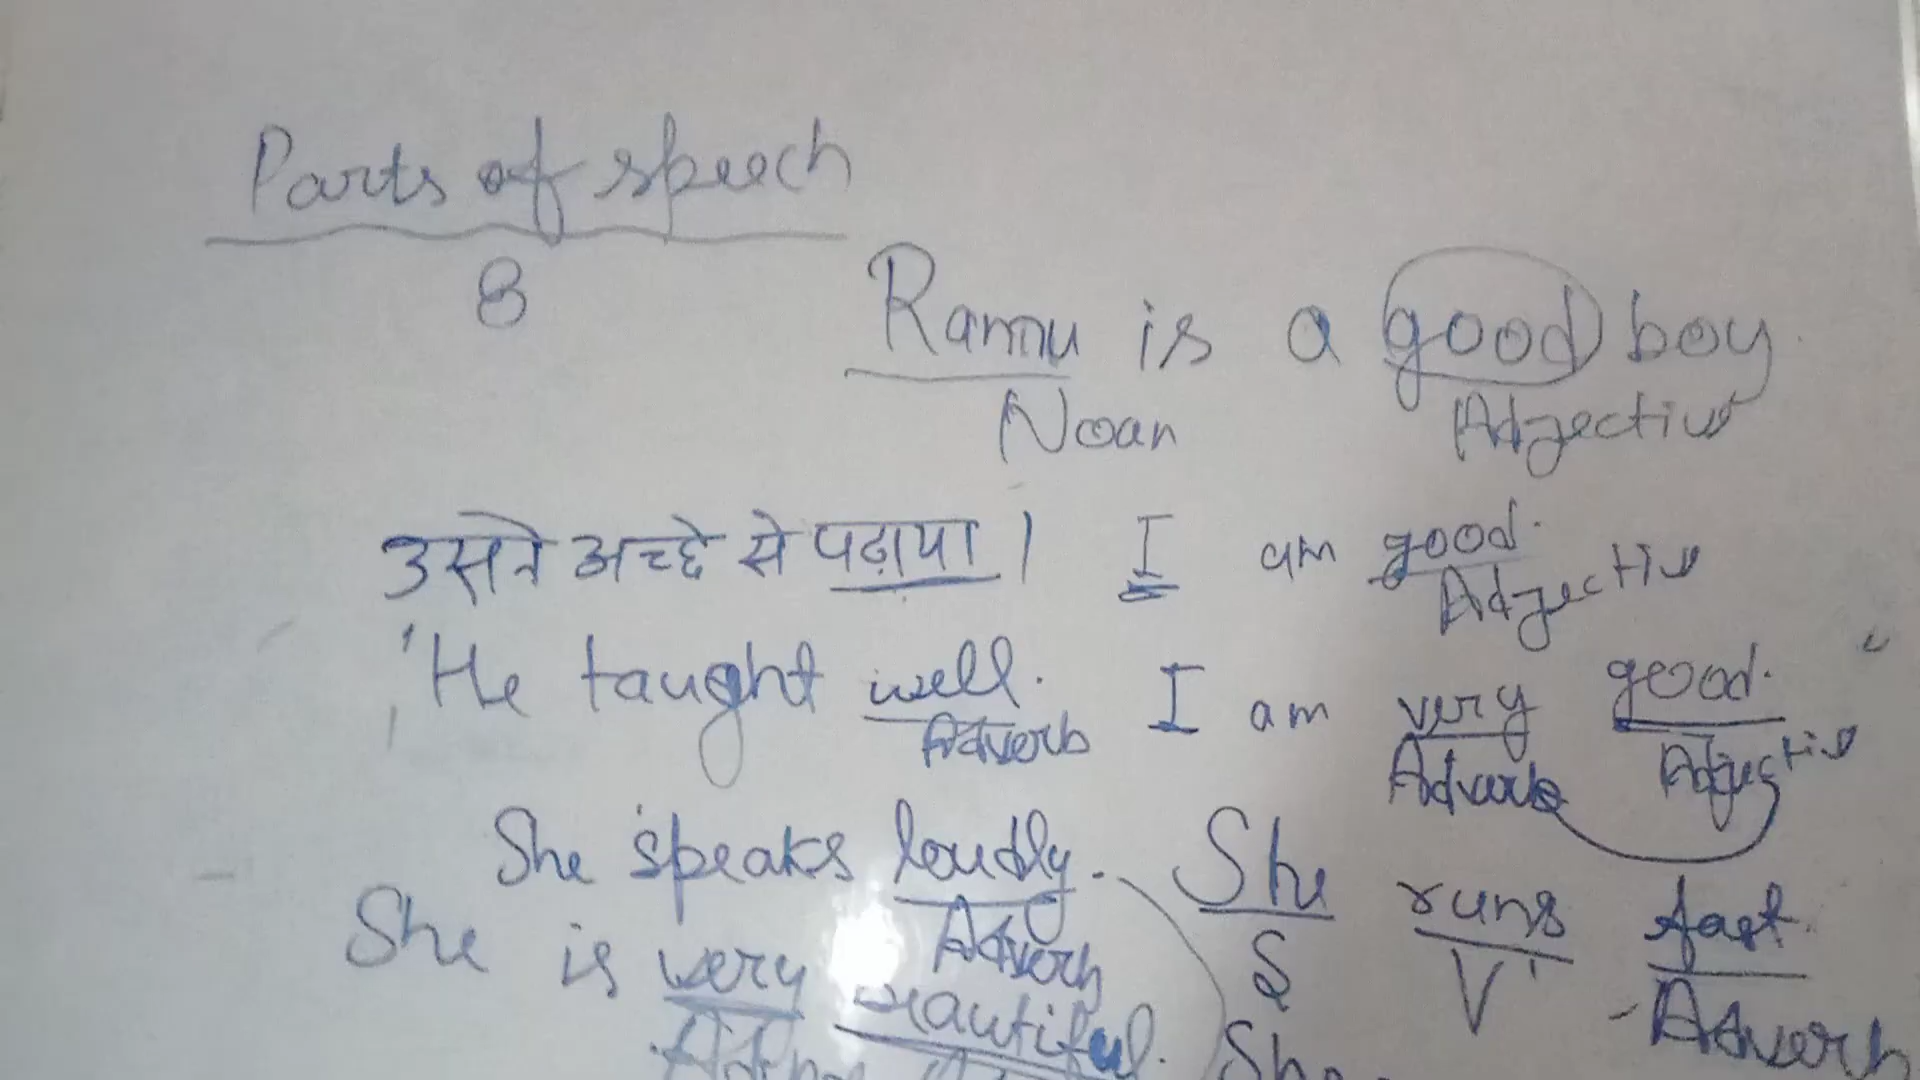 Parts of speech
8
Ramu is a good boy.
Noan Adjective
उसने अच्छे से पढ़ाया । I am good.
Adjective
He taught well. I am very good.
Adverb Adverb Adjective
She speaks loudly. She runs fast.
Adverb S V Adverb
She is very beautiful. She